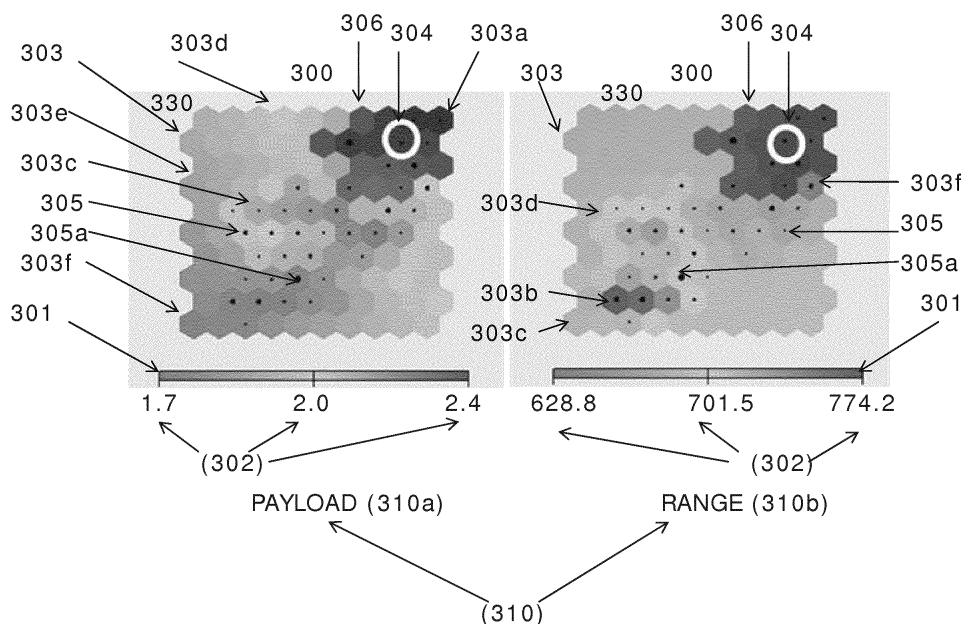 306 304 303a 306 304
303 303d 300 303 300
330 330
303e
303c 303f
305 303d 305
305a 305a
303f 303b 301
301 303c
1.7 2.0 2.4 628.8 701.5 774.2
(302) (302)
PAYLOAD (310a) RANGE (310b)
(310)